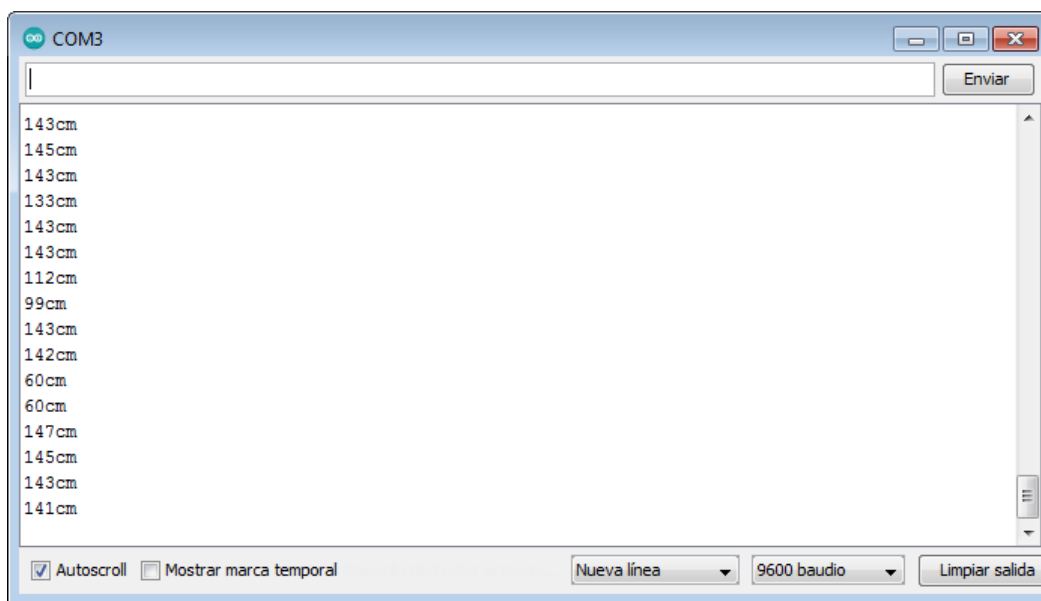 COM3
Enviar
143cm
145cm
143cm
133cm
143cm
143cm
112cm
99cm
143cm
142cm
60cm
60cm
147cm
145cm
143cm
141cm
Autoscroll Mostrar marca temporal Nueva línea 9600 baudio Limpiar salida